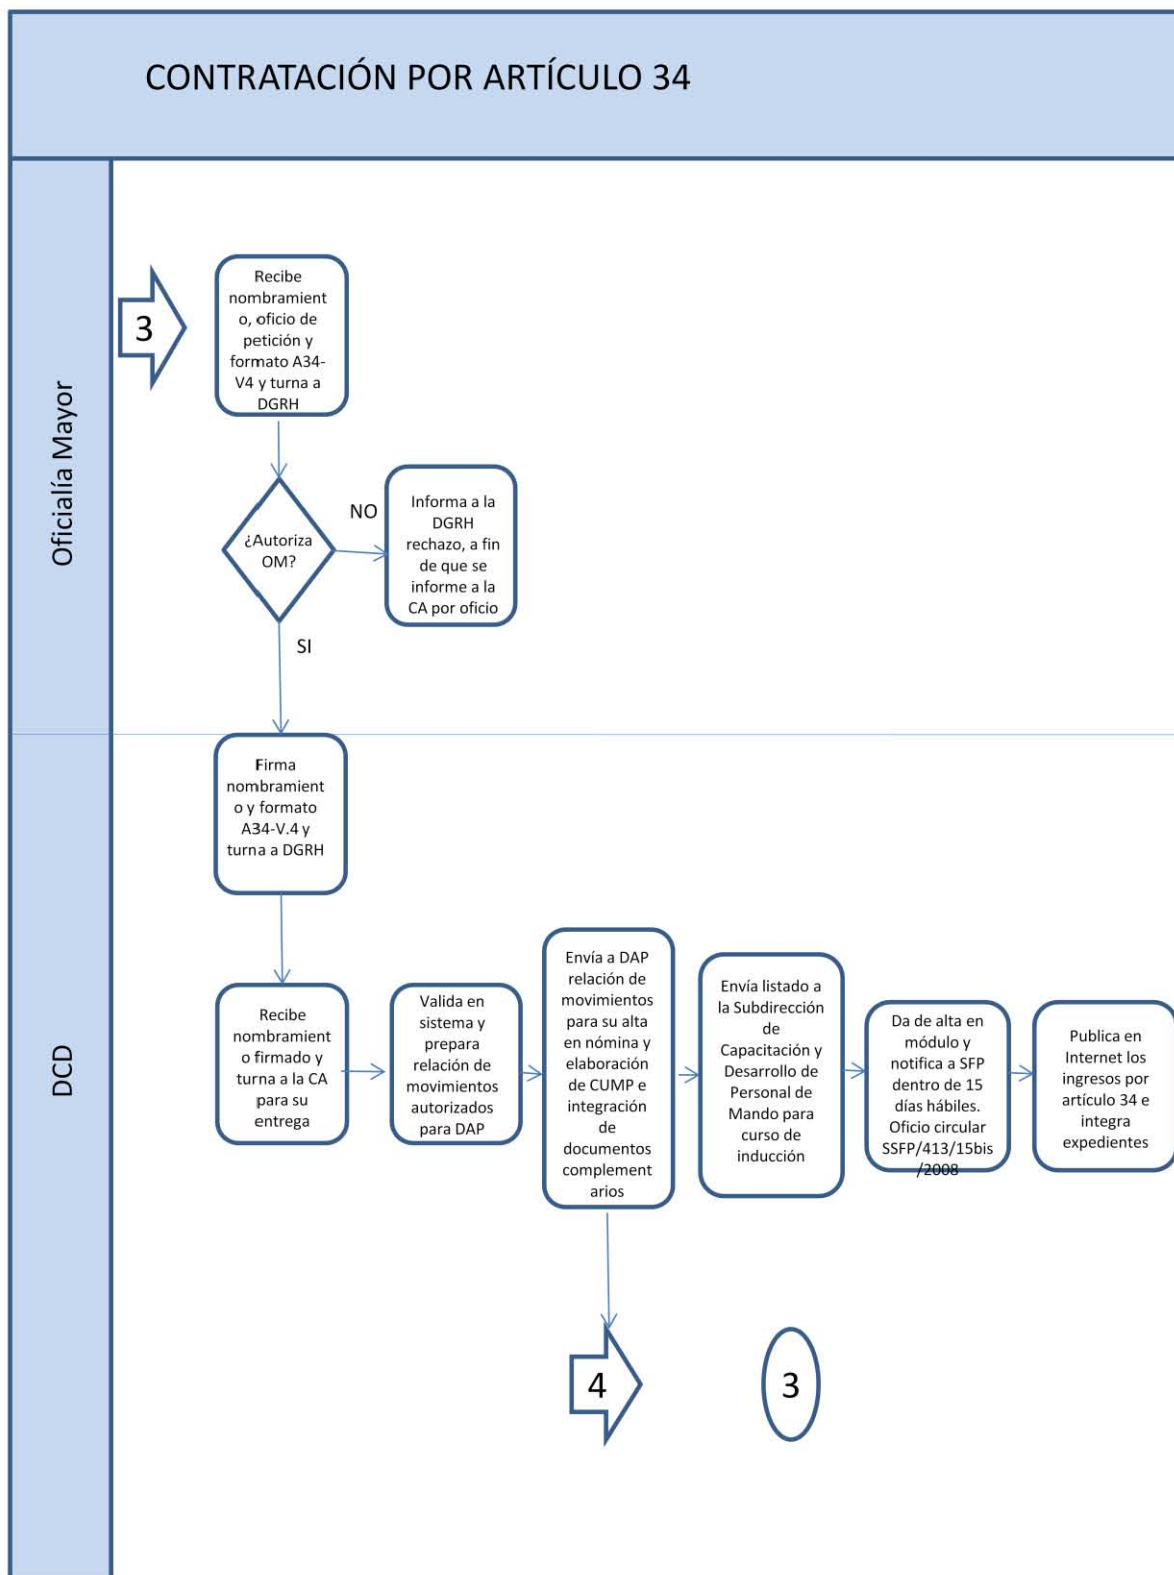 CONTRATACIÓN POR ARTÍCULO 34
Oficialía Mayor
3
Recibe
nombramient
o, oficio de
petición y
formato A34-
V4 y turna a
DGRH
¿Autoriza
OM?
NO
Informa a la
DGRH
rechazo, a fin
de que se
informe a la
CA por oficio
SI
DCD
Firma
nombramient
o y formato
A34-V.4 y
turna a DGRH
Recibe
nombramient
o firmado y
turna a la CA
para su
entrega
Valida en
sistema y
prepara
relación de
movimientos
autorizados
para DAP
Envía a DAP
relación de
movimientos
para su alta
en nómina y
elaboración
de CUMP e
integración
de
documentos
complement
arios
Envía listado a
la Subdirección
de
Capacitación y
Desarrollo de
Personal de
Mando para
curso de
inducción
Da de alta en
módulo y
notifica a SFP
dentro de 15
días hábiles.
Oficio circular
SSFP/413/15bis
/2008
Publica en
Internet los
ingresos por
artículo 34 e
integra
expedientes
4
3